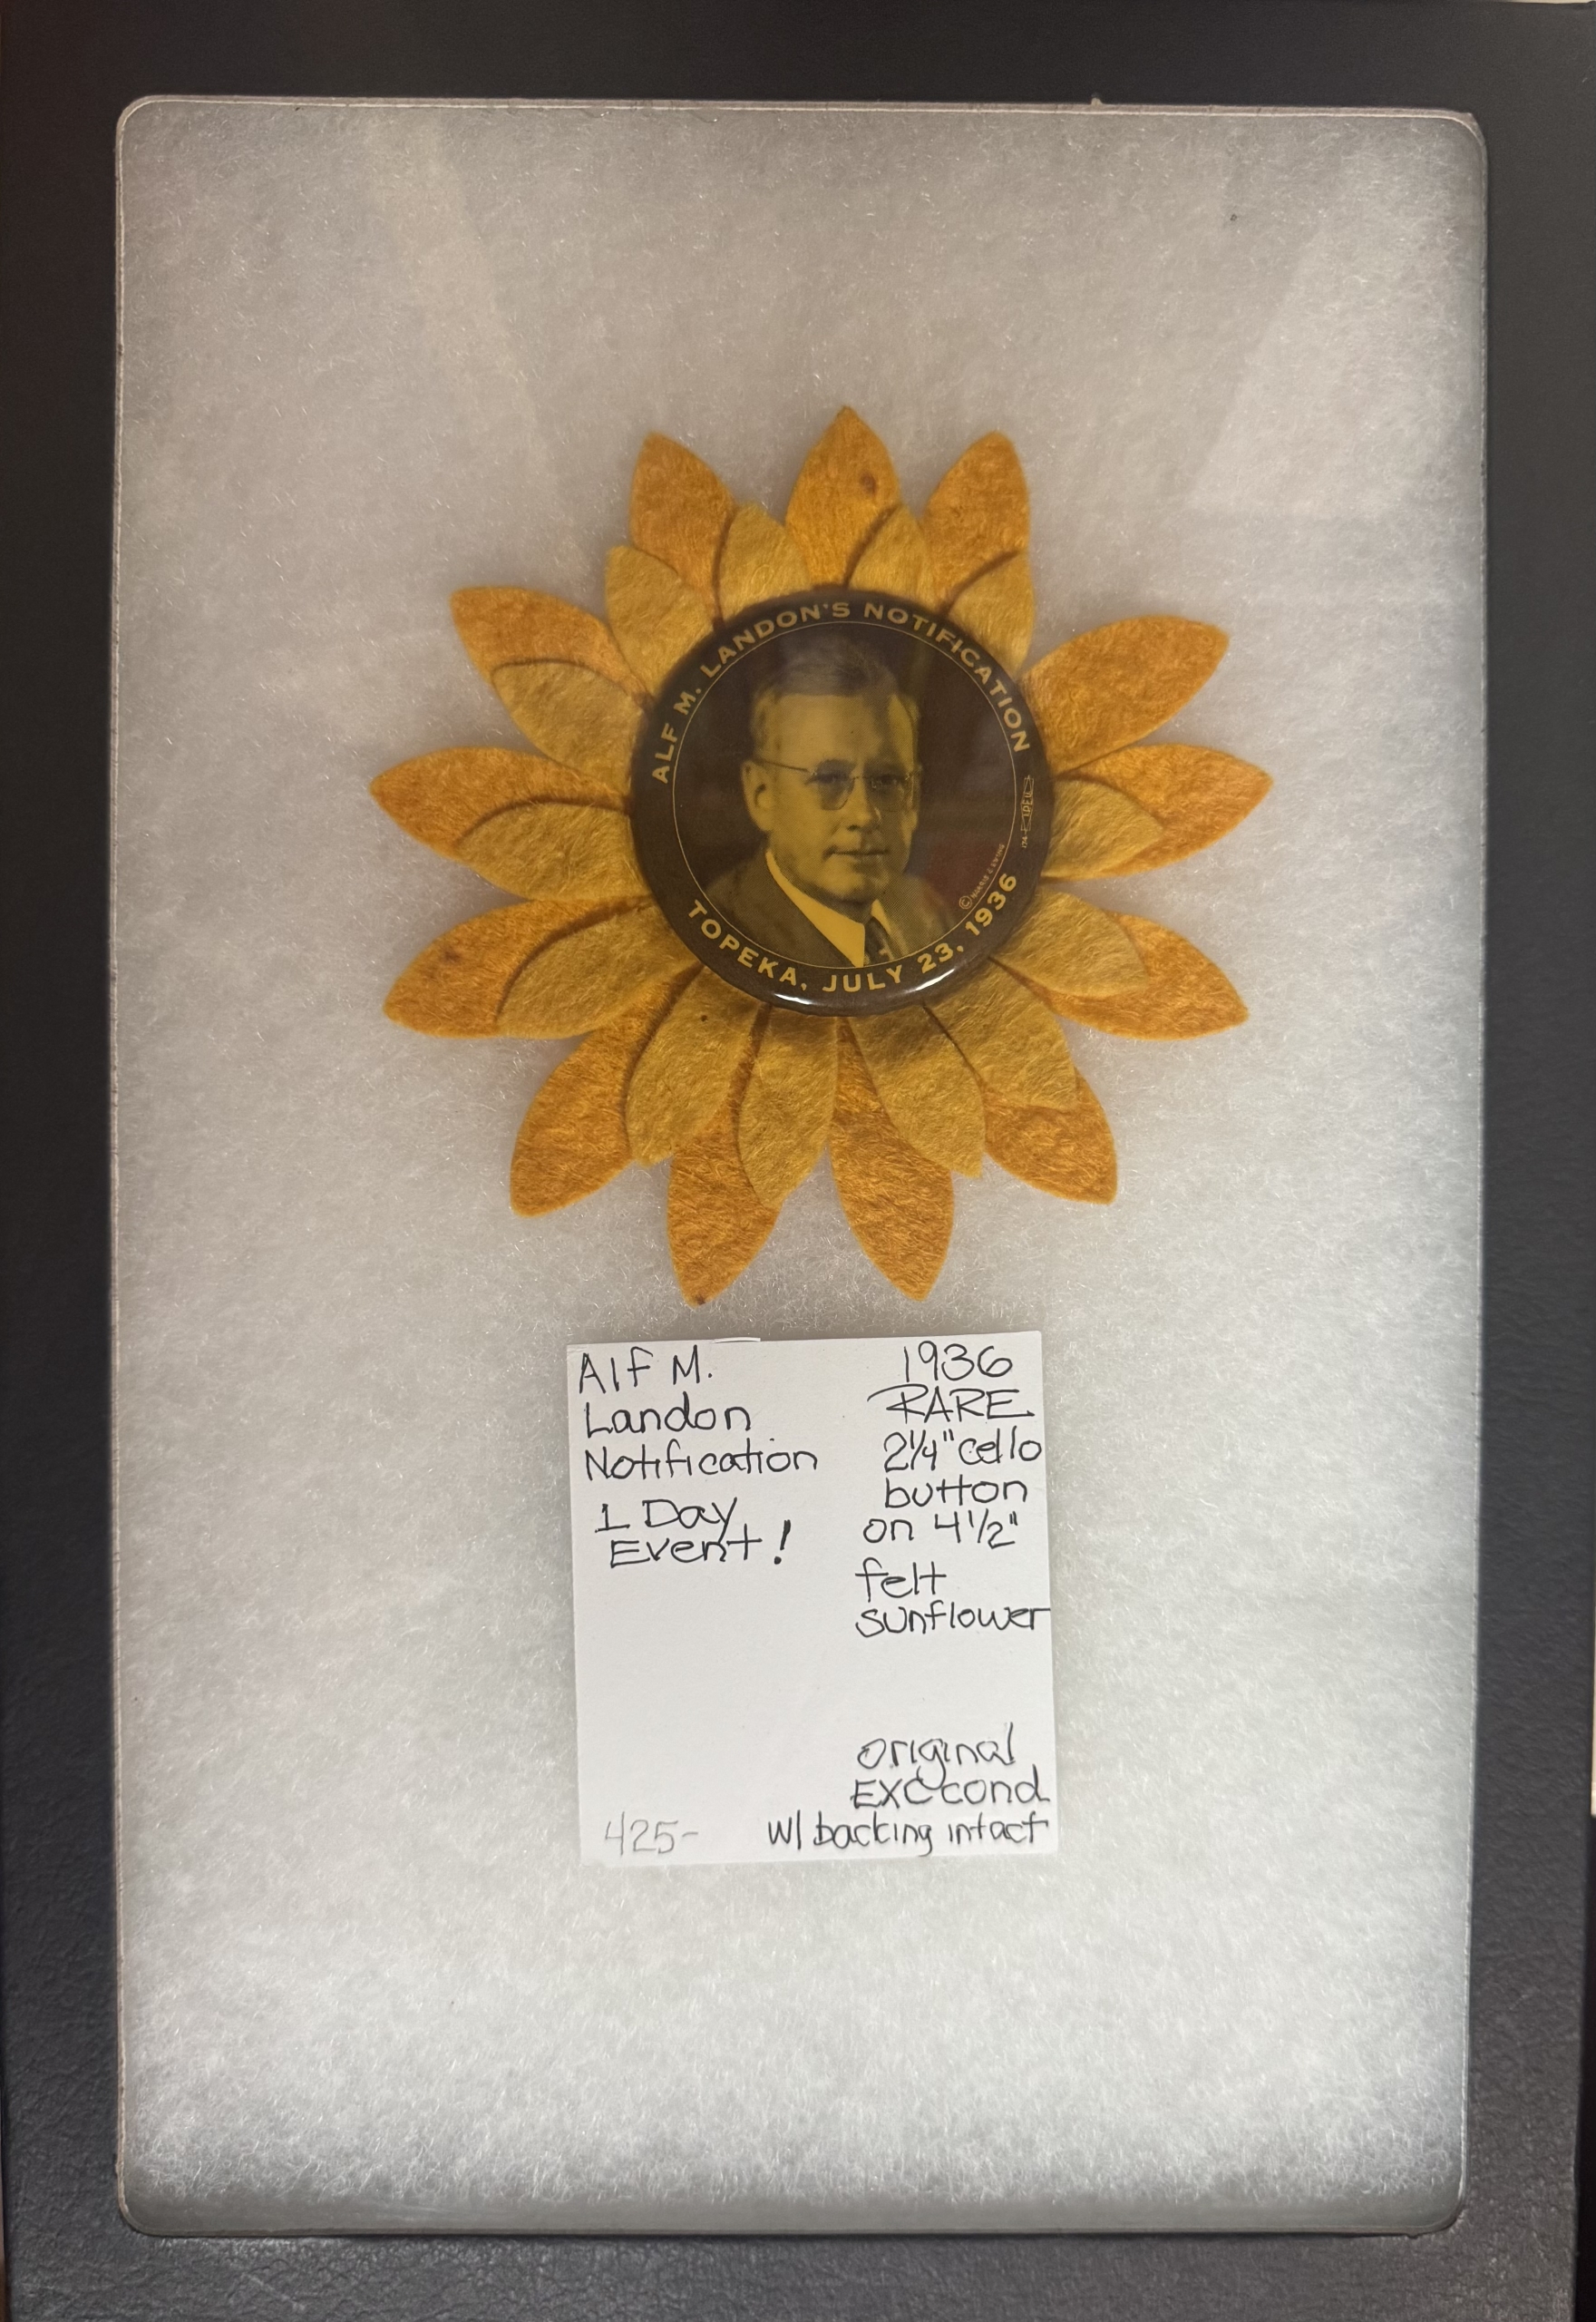 ALF M. LANDON'S NOTIFICATION
TOPEKA, JULY 23, 1936
©
Alf M.
Landon
Notification
1 Day
Event!
1936
RARE
2¼" cello
button
on 4½"
felt
sunflower
original
EXC cond
w/ backing intact
425-